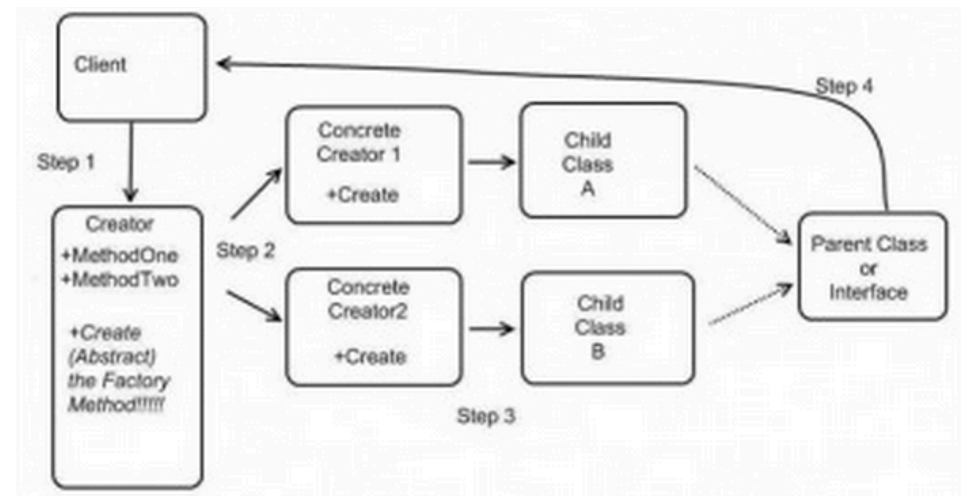 Client
Step 4
Step 1
Concrete
Creator 1
+Create
Child
Class
A
Creator
+MethodOne
+MethodTwo
+Create
(Abstract)
the Factory
Method!!!!!!
Step 2
Parent Class
or
Interface
Concrete
Creator2
+Create
Child
Class
B
Step 3